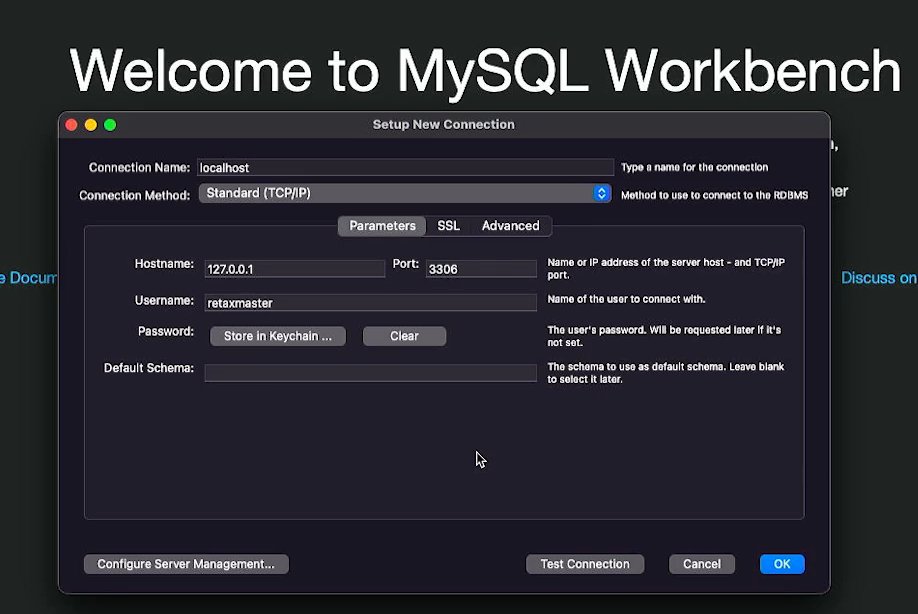 Welcome to MySQL Workbench
Setup New Connection
Connection Name: localhost Type a name for the connection
Connection Method: Standard (TCP/IP) Method to use to connect to the RDBMS
Parameters SSL Advanced
Hostname: 127.0.0.1 Port: 3306 Name or IP address of the server host - and TCP/IP
port.
Username: retaxmaster Name of the user to connect with.
Password: Store in Keychain ... Clear The user's password. Will be requested later if it's
not set.
Default Schema: The schema to use as default schema. Leave blank
to select it later.
Discuss on
Configure Server Management... Test Connection Cancel OK